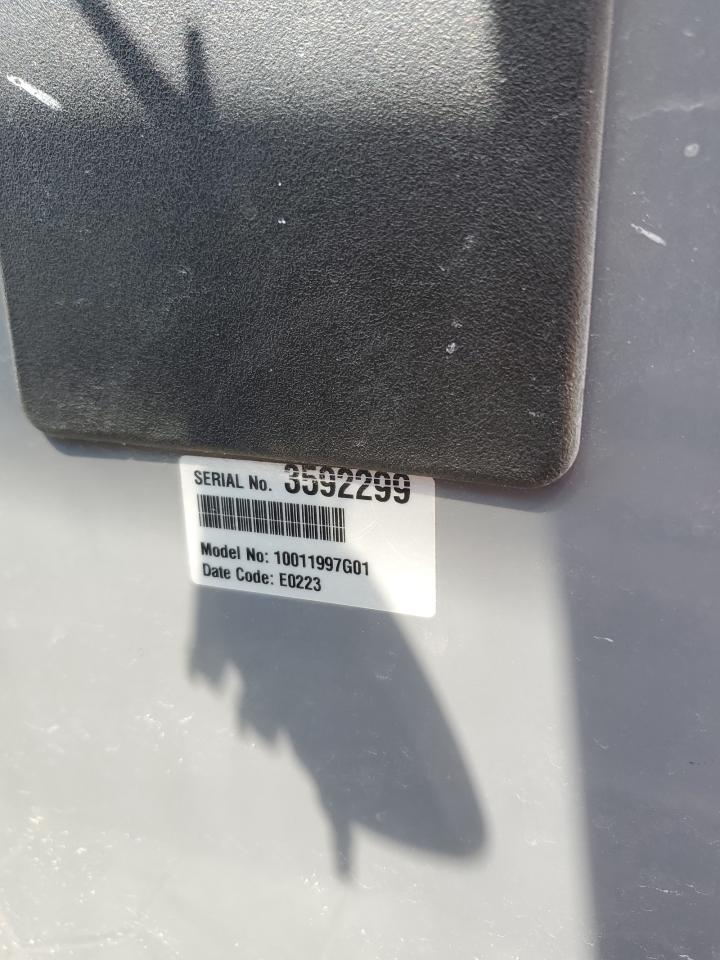 SERIAL No. 3592299
Model No: 10011997G01
Date Code: E0223